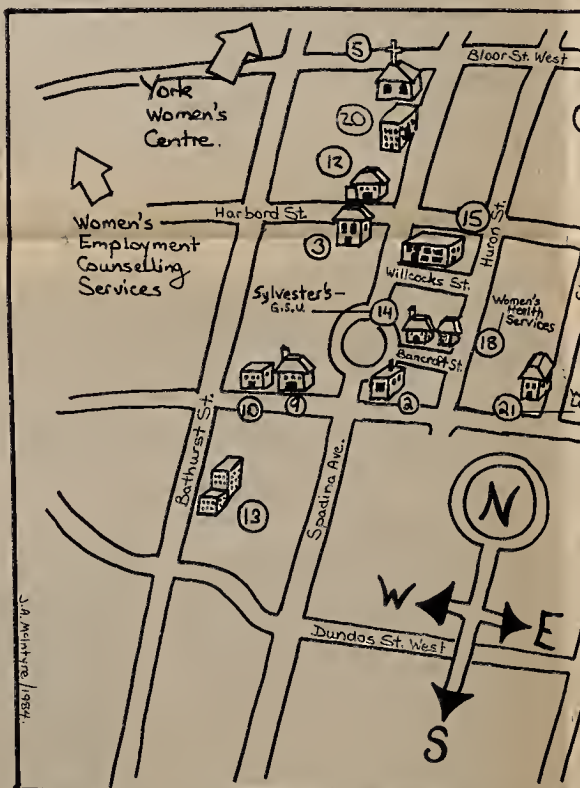 5
Bloor St. West
York
Women's
Centre.
20
12
Harbord St.
15
Huron St.
Women's
Employment
Counselling
Services
3
Willcocks St.
Sylvester's—
G.S.U.
14
Women's
Health
Services
18
Bancroft St.
10
9
2
21
Bathurst St.
Spadina Ave.
13
N
W
E
Dundas St. West
S
J.A. McIntyre/1984.